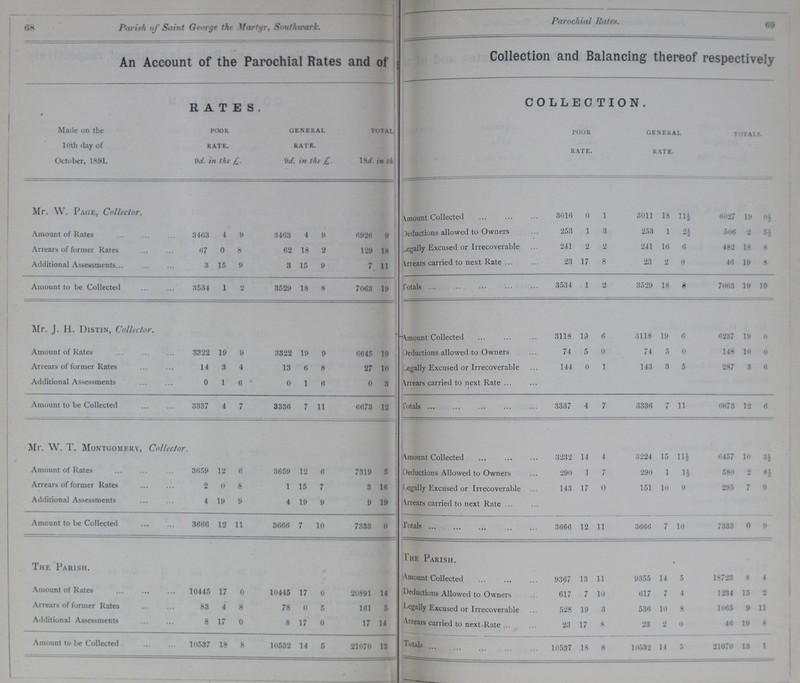 68 Parish of Saint George the Martyr, Southwark.
An Account of the Parochial Rates and of
RATES.
Made on the POOR GENERAL TOTAL
10th day of RATE. RATE.
October, 1891. 9d. in the £. 9d. in the £. 18d. in th
Mr. W. Page, Collector.
Amount of Rates ... ... ... 3463 4 9 3463 4 9 6926 9
Arrears of former Rates ... ... 67 0 8 62 18 2 129 18
Additional Assessments... ... ... 3 15 9 3 15 9 7 11
Amount to be Collected ... ... 3534 1 2 3529 18 8 7063 19
Mr. J. H. Distin, Collector.
Amount of Rates ... ... ... 3322 19 9 3322 19 9 6645 19
Arrears of former Rates ... ... 14 3 4 13 6 8 27 10
Additional Assessments ... ... 0 1 6 0 1 6 0 3
Amount to be Collected ... ... 3337 4 7 3336 7 11 6673 12
Mr. W. T. Montgomery, Collector.
Amount of Rates ... ... ... 3659 12 6 3659 12 6 7319 5
Arrears of former Rates ... ... 2 0 8 1 15 7 3 16
Additional Assessments ... ... 4 19 9 4 19 9 9 19
Amount to be Collected ... ... 3666 12 11 3666 7 10 7333 0
The Parish.
Amount of Rates ... ... ... 10445 17 0 10445 17 0 20891 14
Arrears of former Rates ... ... 83 4 8 78 0 5 161 5
Additional Assessments ... ... 8 17 0 8 17 0 17 14
Amount to be Collected ... ... 10537 18 8 10532 14 5 21070 13
Parochial Rates. 69
Collection and Balancing thereof respectively
COLLECTION.
POOR GENERAL TOTALS.
RATE. RATE.
Amount Collected ... ... ... 3016 0 1 3011 18 11½ 6027 19 0½
Deductions allowed to Owners ... 253 1 3 253 1 2½ 506 2 5½
Legally Excused or Irrecoverable ... 241 2 2 241 16 6 482 18 8
Arrears carried to next Rate ... ... 23 17 8 23 2 0 46 19 8
Totals ... ... ... ... ... ... 3534 1 2 3529 18 8 7063 19 10
Amount Collected ... ... ... 3118 19 6 3118 19 6 6237 19 0
Deductions allowed to Owners ... 74 5 0 74 5 0 148 10 0
Legally Excused or Irrecoverable ... 144 0 1 143 3 5 287 3 6
Arrears carried to next Rate ... ...
Totals ... ... ... ... ... ... 3337 4 7 3336 7 11 6673 12 6
Amount Collected ... ... ... 3232 14 4 3224 15 11½ 6457 10 3½
Deductions Allowed to Owners ... 290 1 7 290 1 1½ 580 2 8½
Legally Excused or Irrecoverable ... 143 17 0 151 10 9 295 7 9
Arrears carried to next Rate ... ...
Totals ... ... ... ... ... ... 3666 12 11 3666 7 10 7333 0 9
The Parish.
Amount Collected ... ... ... 9367 13 11 9355 14 5 18723 8 4
Deductions Allowed to Owners ... 617 7 10 617 7 4 1234 15 2
Legally Excused or Irrecoverable ... 528 19 3 536 10 8 1065 9 11
Arrears carried to next Rate ... ... 23 17 8 23 2 0 46 19 8
Totals ... ... ... ... ... ... 10537 18 8 10532 14 5 21070 13 1